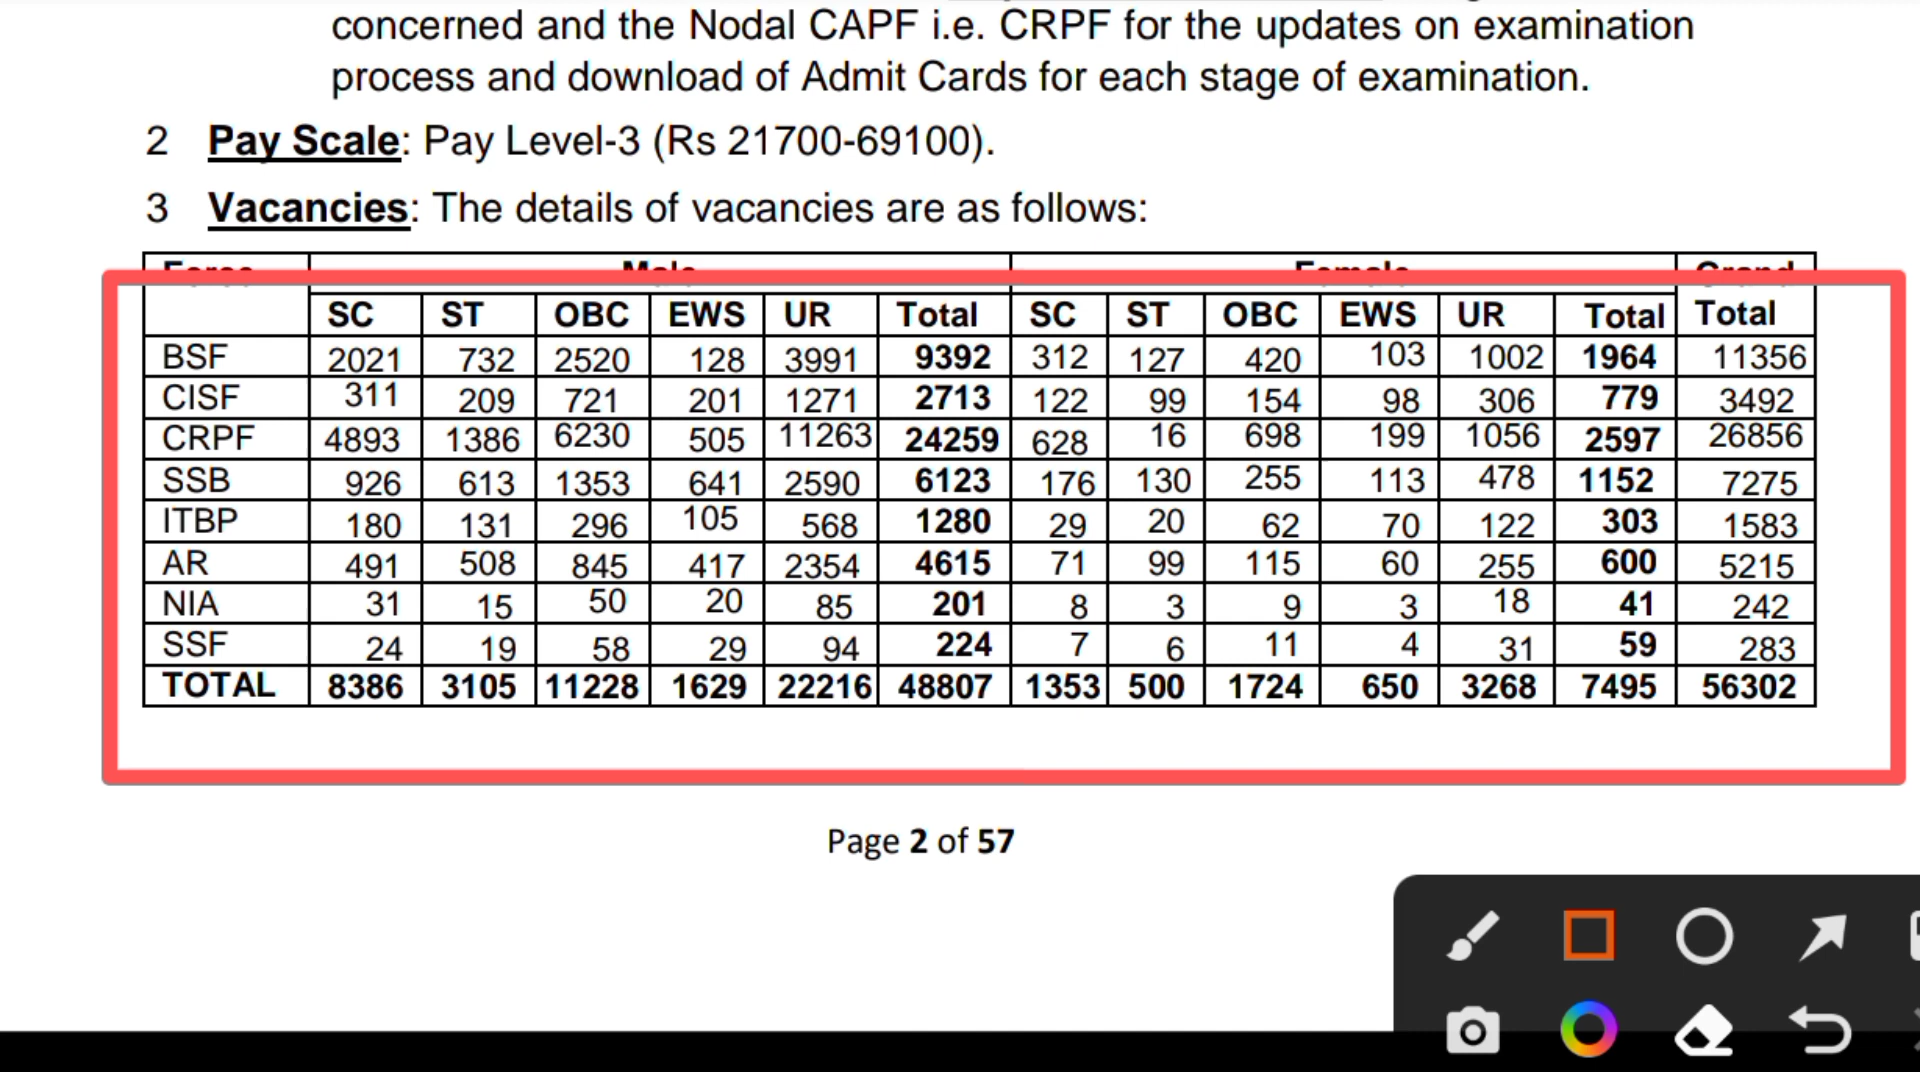 concerned and the Nodal CAPF i.e. CRPF for the updates on examination
process and download of Admit Cards for each stage of examination.
2 Pay Scale: Pay Level-3 (Rs 21700-69100).
3 Vacancies: The details of vacancies are as follows:
Force Male Female Grand
SC ST OBC EWS UR Total SC ST OBC EWS UR Total Total
BSF 2021 732 2520 128 3991 9392 312 127 420 103 1002 1964 11356
CISF 311 209 721 201 1271 2713 122 99 154 98 306 779 3492
CRPF 4893 1386 6230 505 11263 24259 628 16 698 199 1056 2597 26856
SSB 926 613 1353 641 2590 6123 176 130 255 113 478 1152 7275
ITBP 180 131 296 105 568 1280 29 20 62 70 122 303 1583
AR 491 508 845 417 2354 4615 71 99 115 60 255 600 5215
NIA 31 15 50 20 85 201 8 3 9 3 18 41 242
SSF 24 19 58 29 94 224 7 6 11 4 31 59 283
TOTAL 8386 3105 11228 1629 22216 48807 1353 500 1724 650 3268 7495 56302
Page 2 of 57